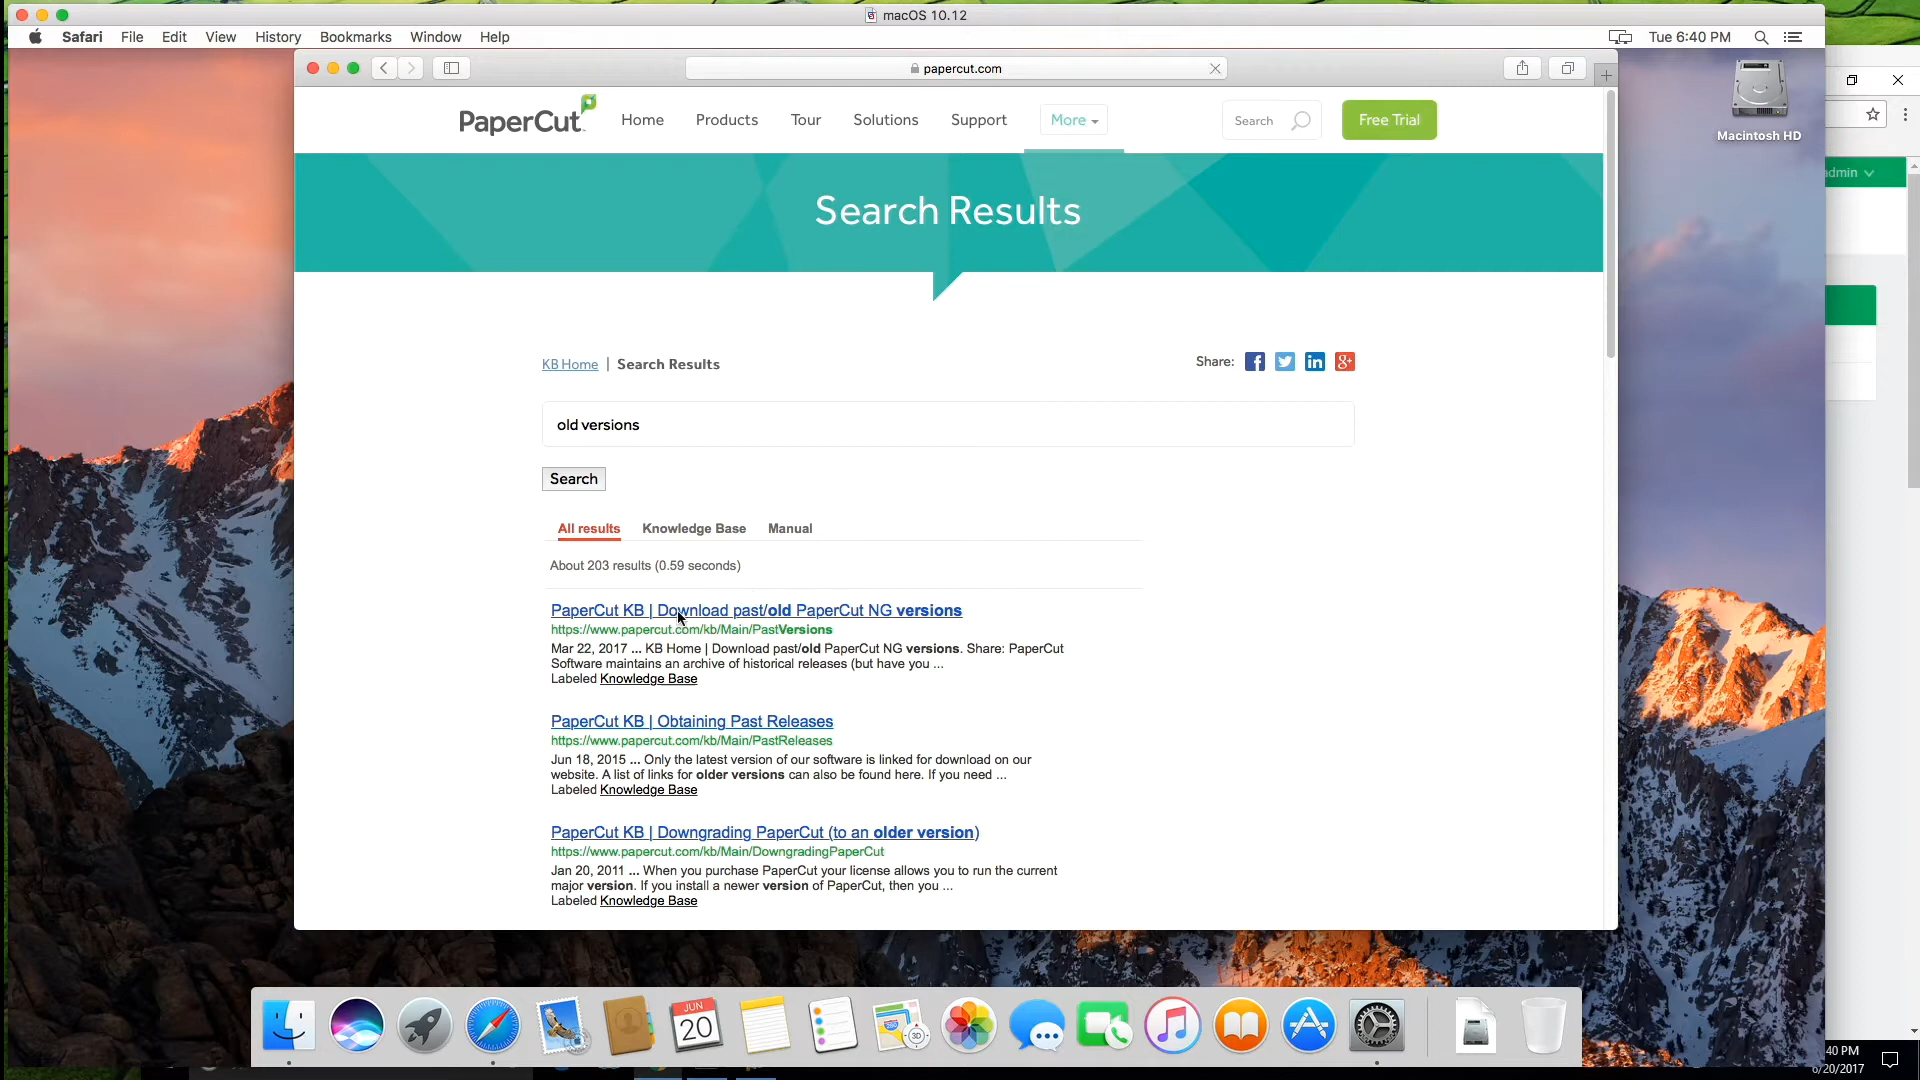 macOS 10.12
Safari File Edit View History Bookmarks Window Help
Tue 6:40 PM
papercut.com
Macintosh HD
PaperCut
Home Products Tour Solutions Support More
Search
Free Trial
admin
Search Results
KB Home | Search Results
Share:
old versions
Search
All results Knowledge Base Manual
About 203 results (0.59 seconds)
PaperCut KB | Download past/old PaperCut NG versions
https://www.papercut.com/kb/Main/PastVersions
Mar 22, 2017 ... KB Home | Download past/old PaperCut NG versions. Share: PaperCut
Software maintains an archive of historical releases (but have you ...
Labeled Knowledge Base
PaperCut KB | Obtaining Past Releases
https://www.papercut.com/kb/Main/PastReleases
Jun 18, 2015 ... Only the latest version of our software is linked for download on our
website. A list of links for older versions can also be found here. If you need ...
Labeled Knowledge Base
PaperCut KB | Downgrading PaperCut (to an older version)
https://www.papercut.com/kb/Main/DowngradingPaperCut
Jan 20, 2011 ... When you purchase PaperCut your license allows you to run the current
major version. If you install a newer version of PaperCut, then you ...
Labeled Knowledge Base
JUN
20
3D
40 PM
6/20/2017